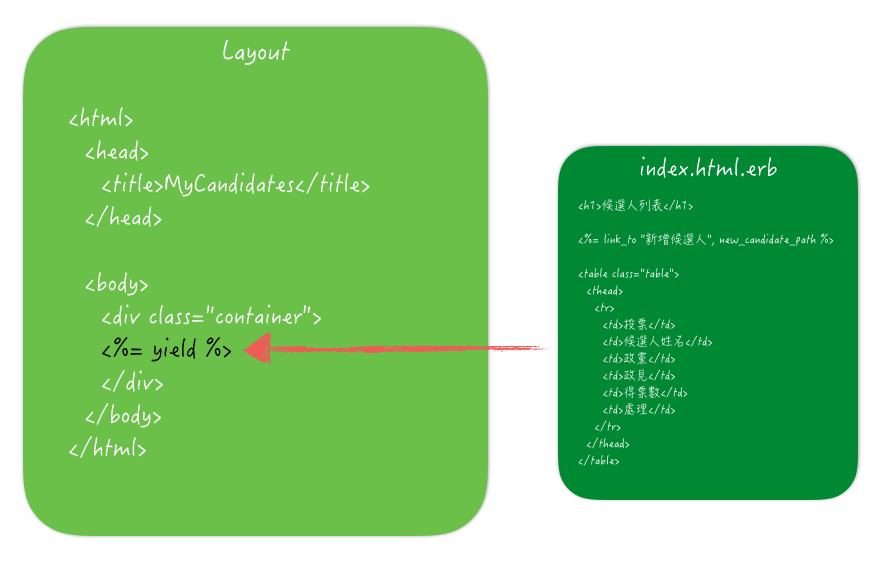 Layout
<html>
<head>
<title>MyCandidates</title>
</head>
<body>
<div class="container">
<%= yield %>
</div>
</body>
</html>
index.html.erb
<h1>候選人列表</h1>
<%= link_to "新增候選人", new_candidate_path %>
<table class="table">
<thead>
<tr>
<td>投票</td>
<td>候選人姓名</td>
<td>政黨</td>
<td>政見</td>
<td>得票數</td>
<td>處理</td>
</tr>
</thead>
</table>